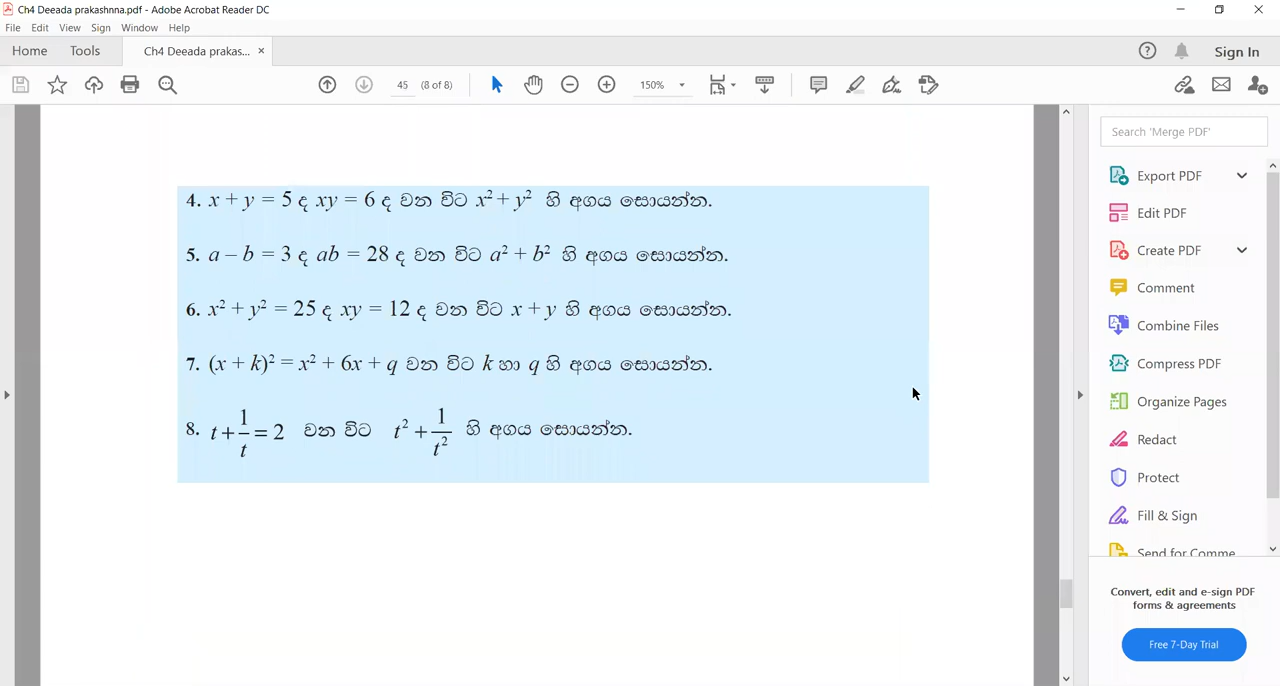 Ch4 Deeada prakashnna.pdf - Adobe Acrobat Reader DC
File Edit View Sign Window Help
Home Tools Ch4 Deeada prakas... × Sign In
45 (8 of 8) 150%
Search 'Merge PDF'
4. x + y = 5 ද xy = 6 ද වන විට x² + y² හි අගය සොයන්න.
5. a – b = 3 ද ab = 28 ද වන විට a² + b² හි අගය සොයන්න.
6. x² + y² = 25 ද xy = 12 ද වන විට x + y හි අගය සොයන්න.
7. (x + k)² = x² + 6x + q වන විට k හා q හි අගය සොයන්න.
8. t + 1/t = 2 වන විට t² + 1/t² හි අගය සොයන්න.
Export PDF
Edit PDF
Create PDF
Comment
Combine Files
Compress PDF
Organize Pages
Redact
Protect
Fill & Sign
Send for Comme
Convert, edit and e-sign PDF
forms & agreements
Free 7-Day Trial